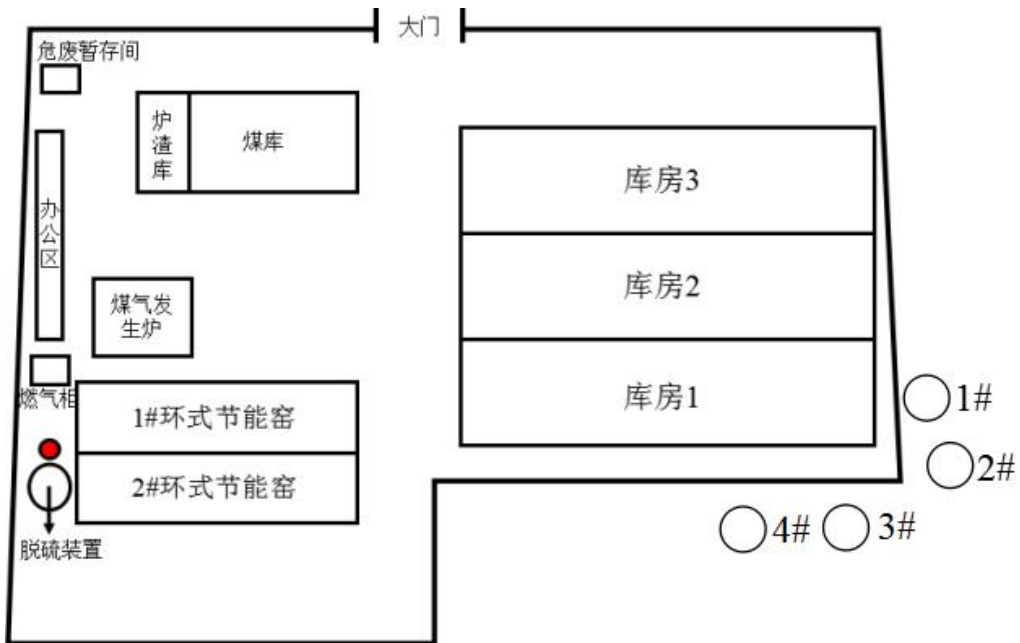 大门
危废暂存间
炉
渣
库
煤库
库房3
办
公
区
库房2
煤气发
生炉
燃气柜
库房1
1#
1#环式节能窑
2#
2#环式节能窑
4#
3#
脱硫装置